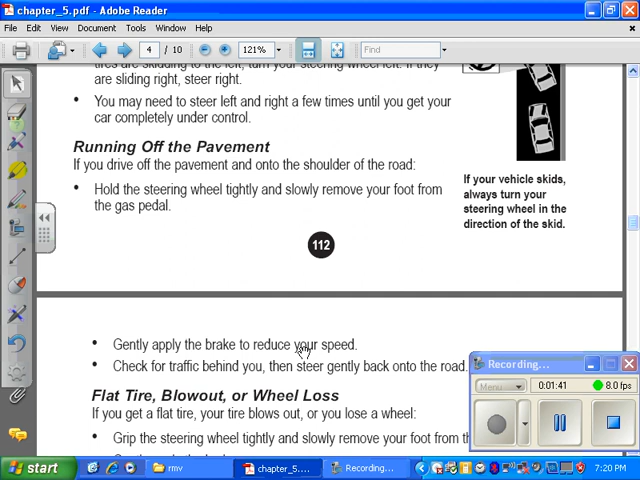 chapter_5.pdf - Adobe Reader
File Edit View Document Tools Window Help
4 / 10 121% Find
tires are skidding to the left, turn your steering wheel left. If they
are sliding right, steer right.
• You may need to steer left and right a few times until you get your
car completely under control.
Running Off the Pavement
If you drive off the pavement and onto the shoulder of the road:
• Hold the steering wheel tightly and slowly remove your foot from
the gas pedal.
If your vehicle skids,
always turn your
steering wheel in the
direction of the skid.
112
• Gently apply the brake to reduce your speed.
• Check for traffic behind you, then steer gently back onto the road.
Flat Tire, Blowout, or Wheel Loss
If you get a flat tire, your tire blows out, or you lose a wheel:
• Grip the steering wheel tightly and slowly remove your foot from
Recording...
Menu 0:01:41 8.0 fps
start rmv chapter_5.... Recording... 7:20 PM